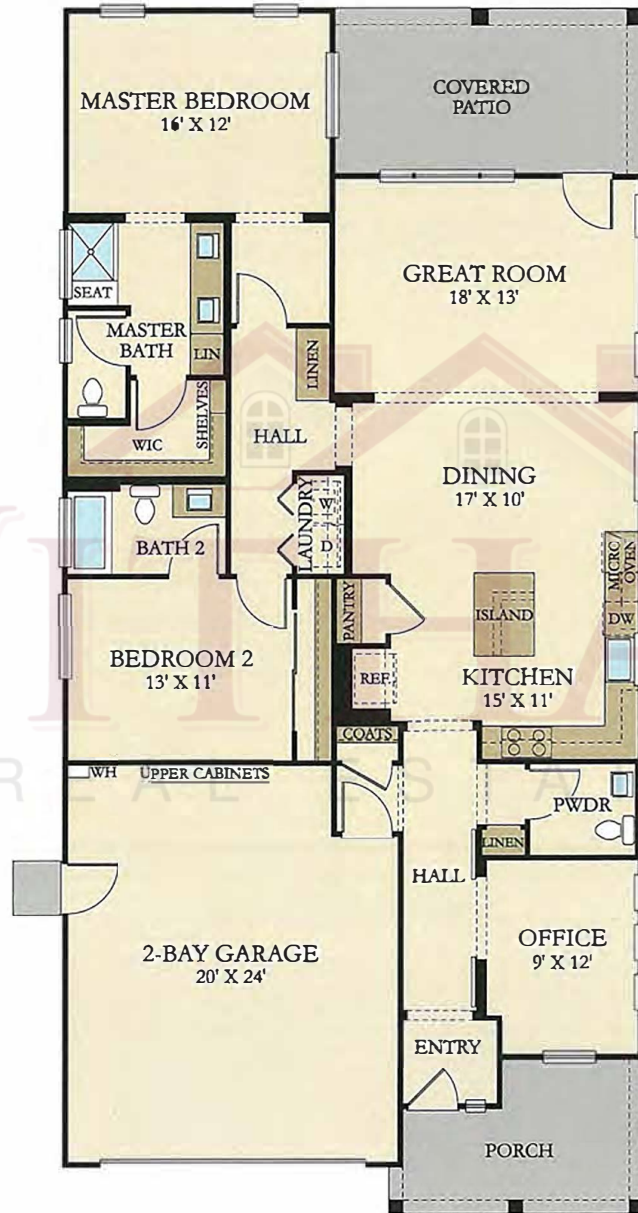 MASTER BEDROOM
16' X 12'
COVERED
PATIO
GREAT ROOM
18' X 13'
SEAT
MASTER
BATH
LIN
LINEN
SHELVES
WIC
HALL
DINING
17' X 10'
LAUNDRY
W
D
BATH 2
MICRO/
OVEN
DW
PANTRY
ISLAND
BEDROOM 2
13' X 11'
REF.
KITCHEN
15' X 11'
COATS
WH
UPPER CABINETS
REAL ESTA
PWDR
LINEN
HALL
2-BAY GARAGE
20' X 24'
OFFICE
9' X 12'
ENTRY
PORCH